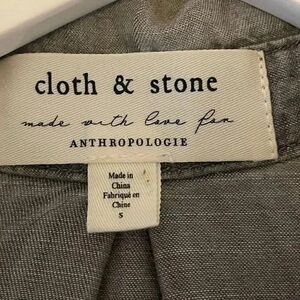 cloth & stone
made with love for
ANTHROPOLOGIE
Made in
China
Fabriqué en
Chine
S